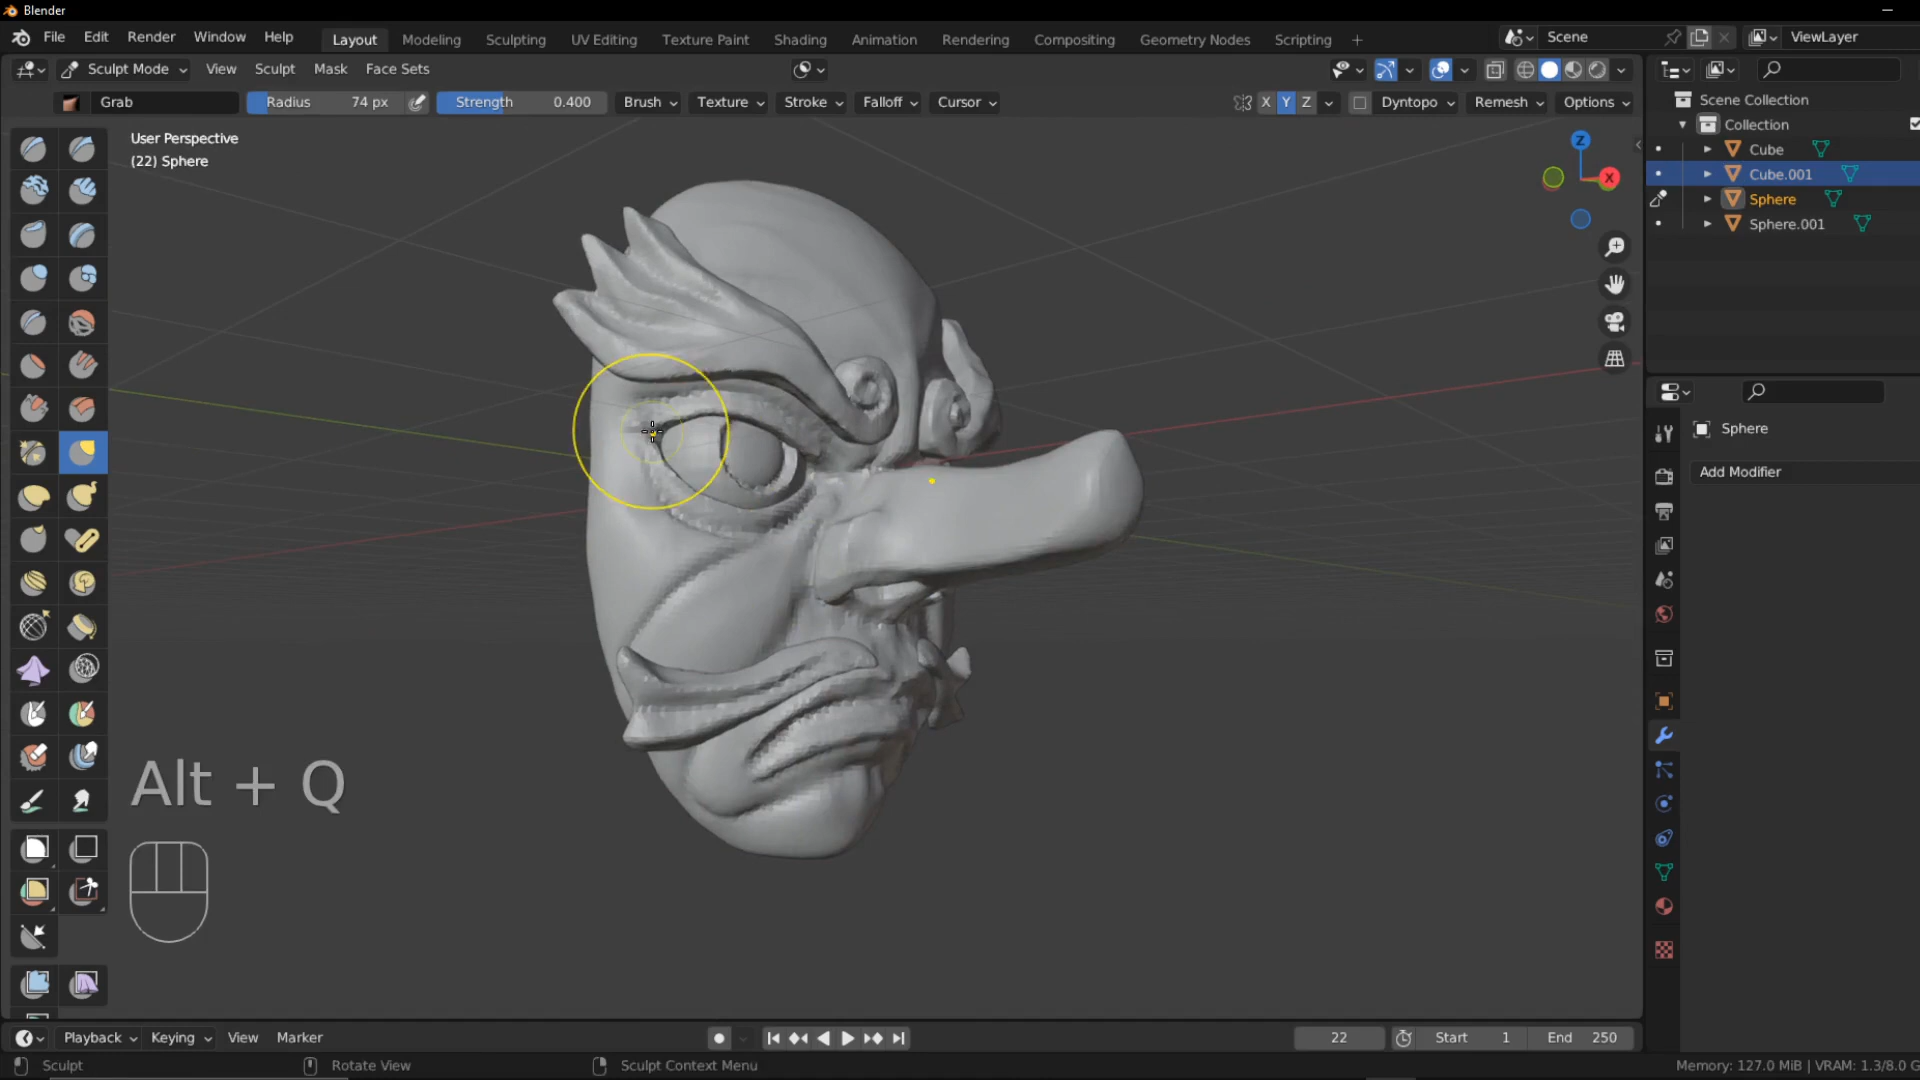 Blender
File Edit Render Window Help Layout Modeling Sculpting UV Editing Texture Paint Shading Animation Rendering Compositing Geometry Nodes Scripting + Scene ViewLayer
Sculpt Mode View Sculpt Mask Face Sets
Grab Radius 74 px Strength 0.400 Brush Texture Stroke Falloff Cursor X Y Z Dyntopo Remesh Options
User Perspective
(22) Sphere
Z
X
Scene Collection
Collection
Cube
Cube.001
Sphere
Sphere.001
Sphere
Add Modifier
Alt + Q
Playback Keying View Marker 22 Start 1 End 250
Sculpt Rotate View Sculpt Context Menu Memory: 127.0 MiB | VRAM: 1.3/8.0 G